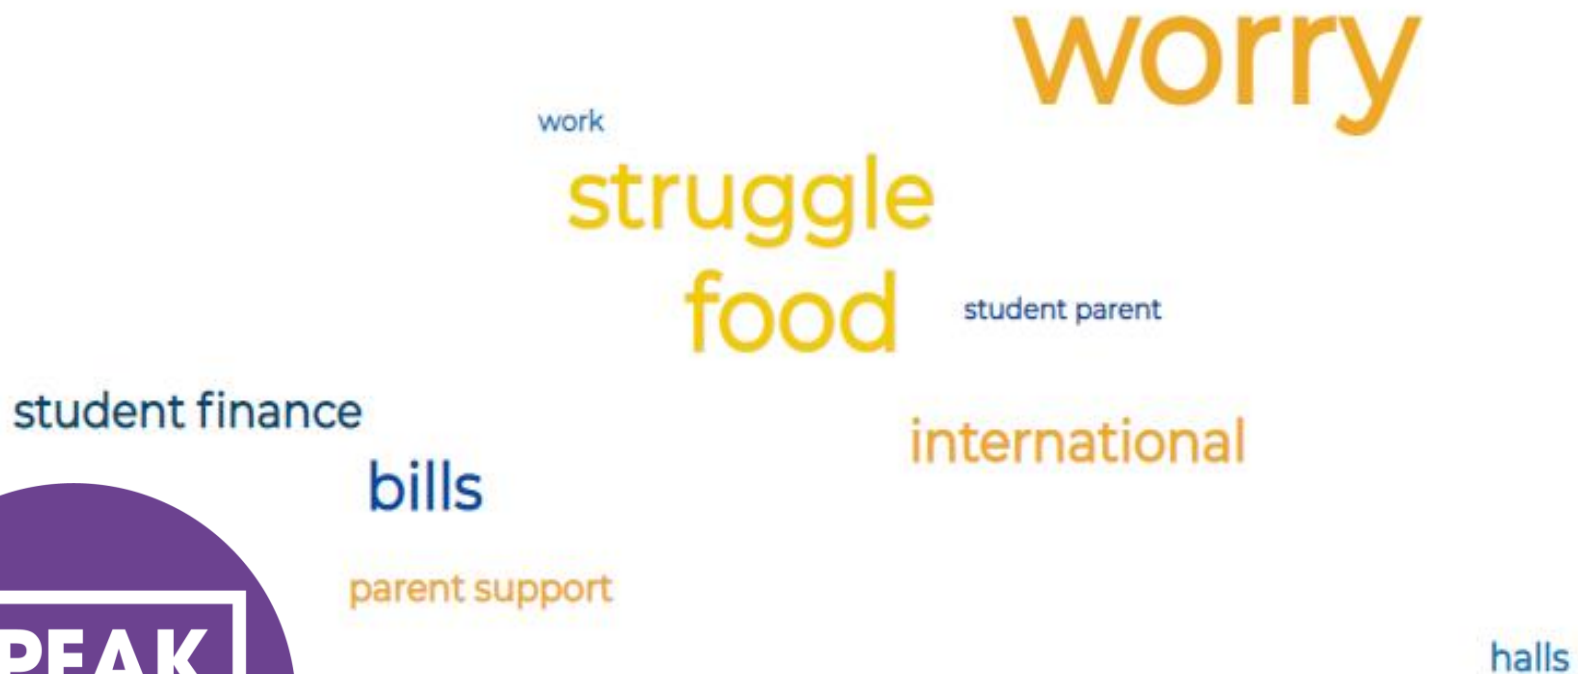 worry
work
struggle
food
student parent
student finance
international
bills
parent support
PEAK
halls